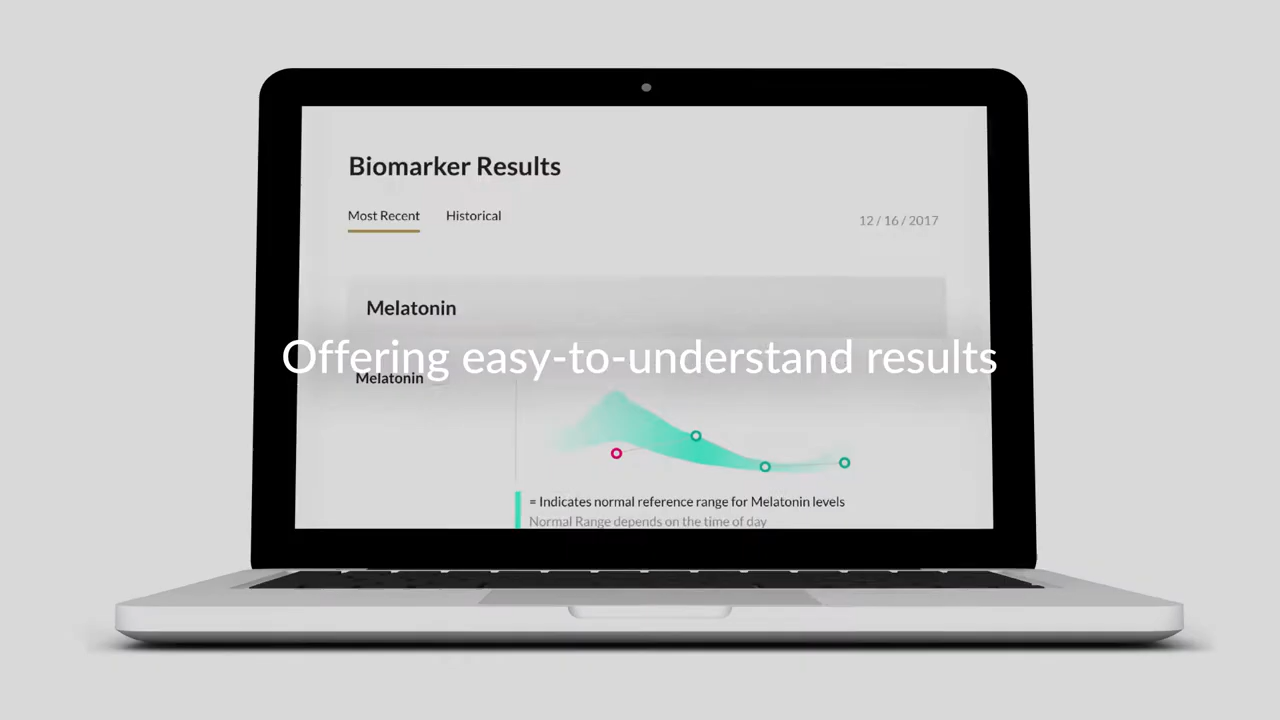 Biomarker Results
Most Recent Historical
12 / 16 / 2017
Melatonin
Offering easy-to-understand results
Melatonin
= Indicates normal reference range for Melatonin levels
Normal Range depends on the time of day